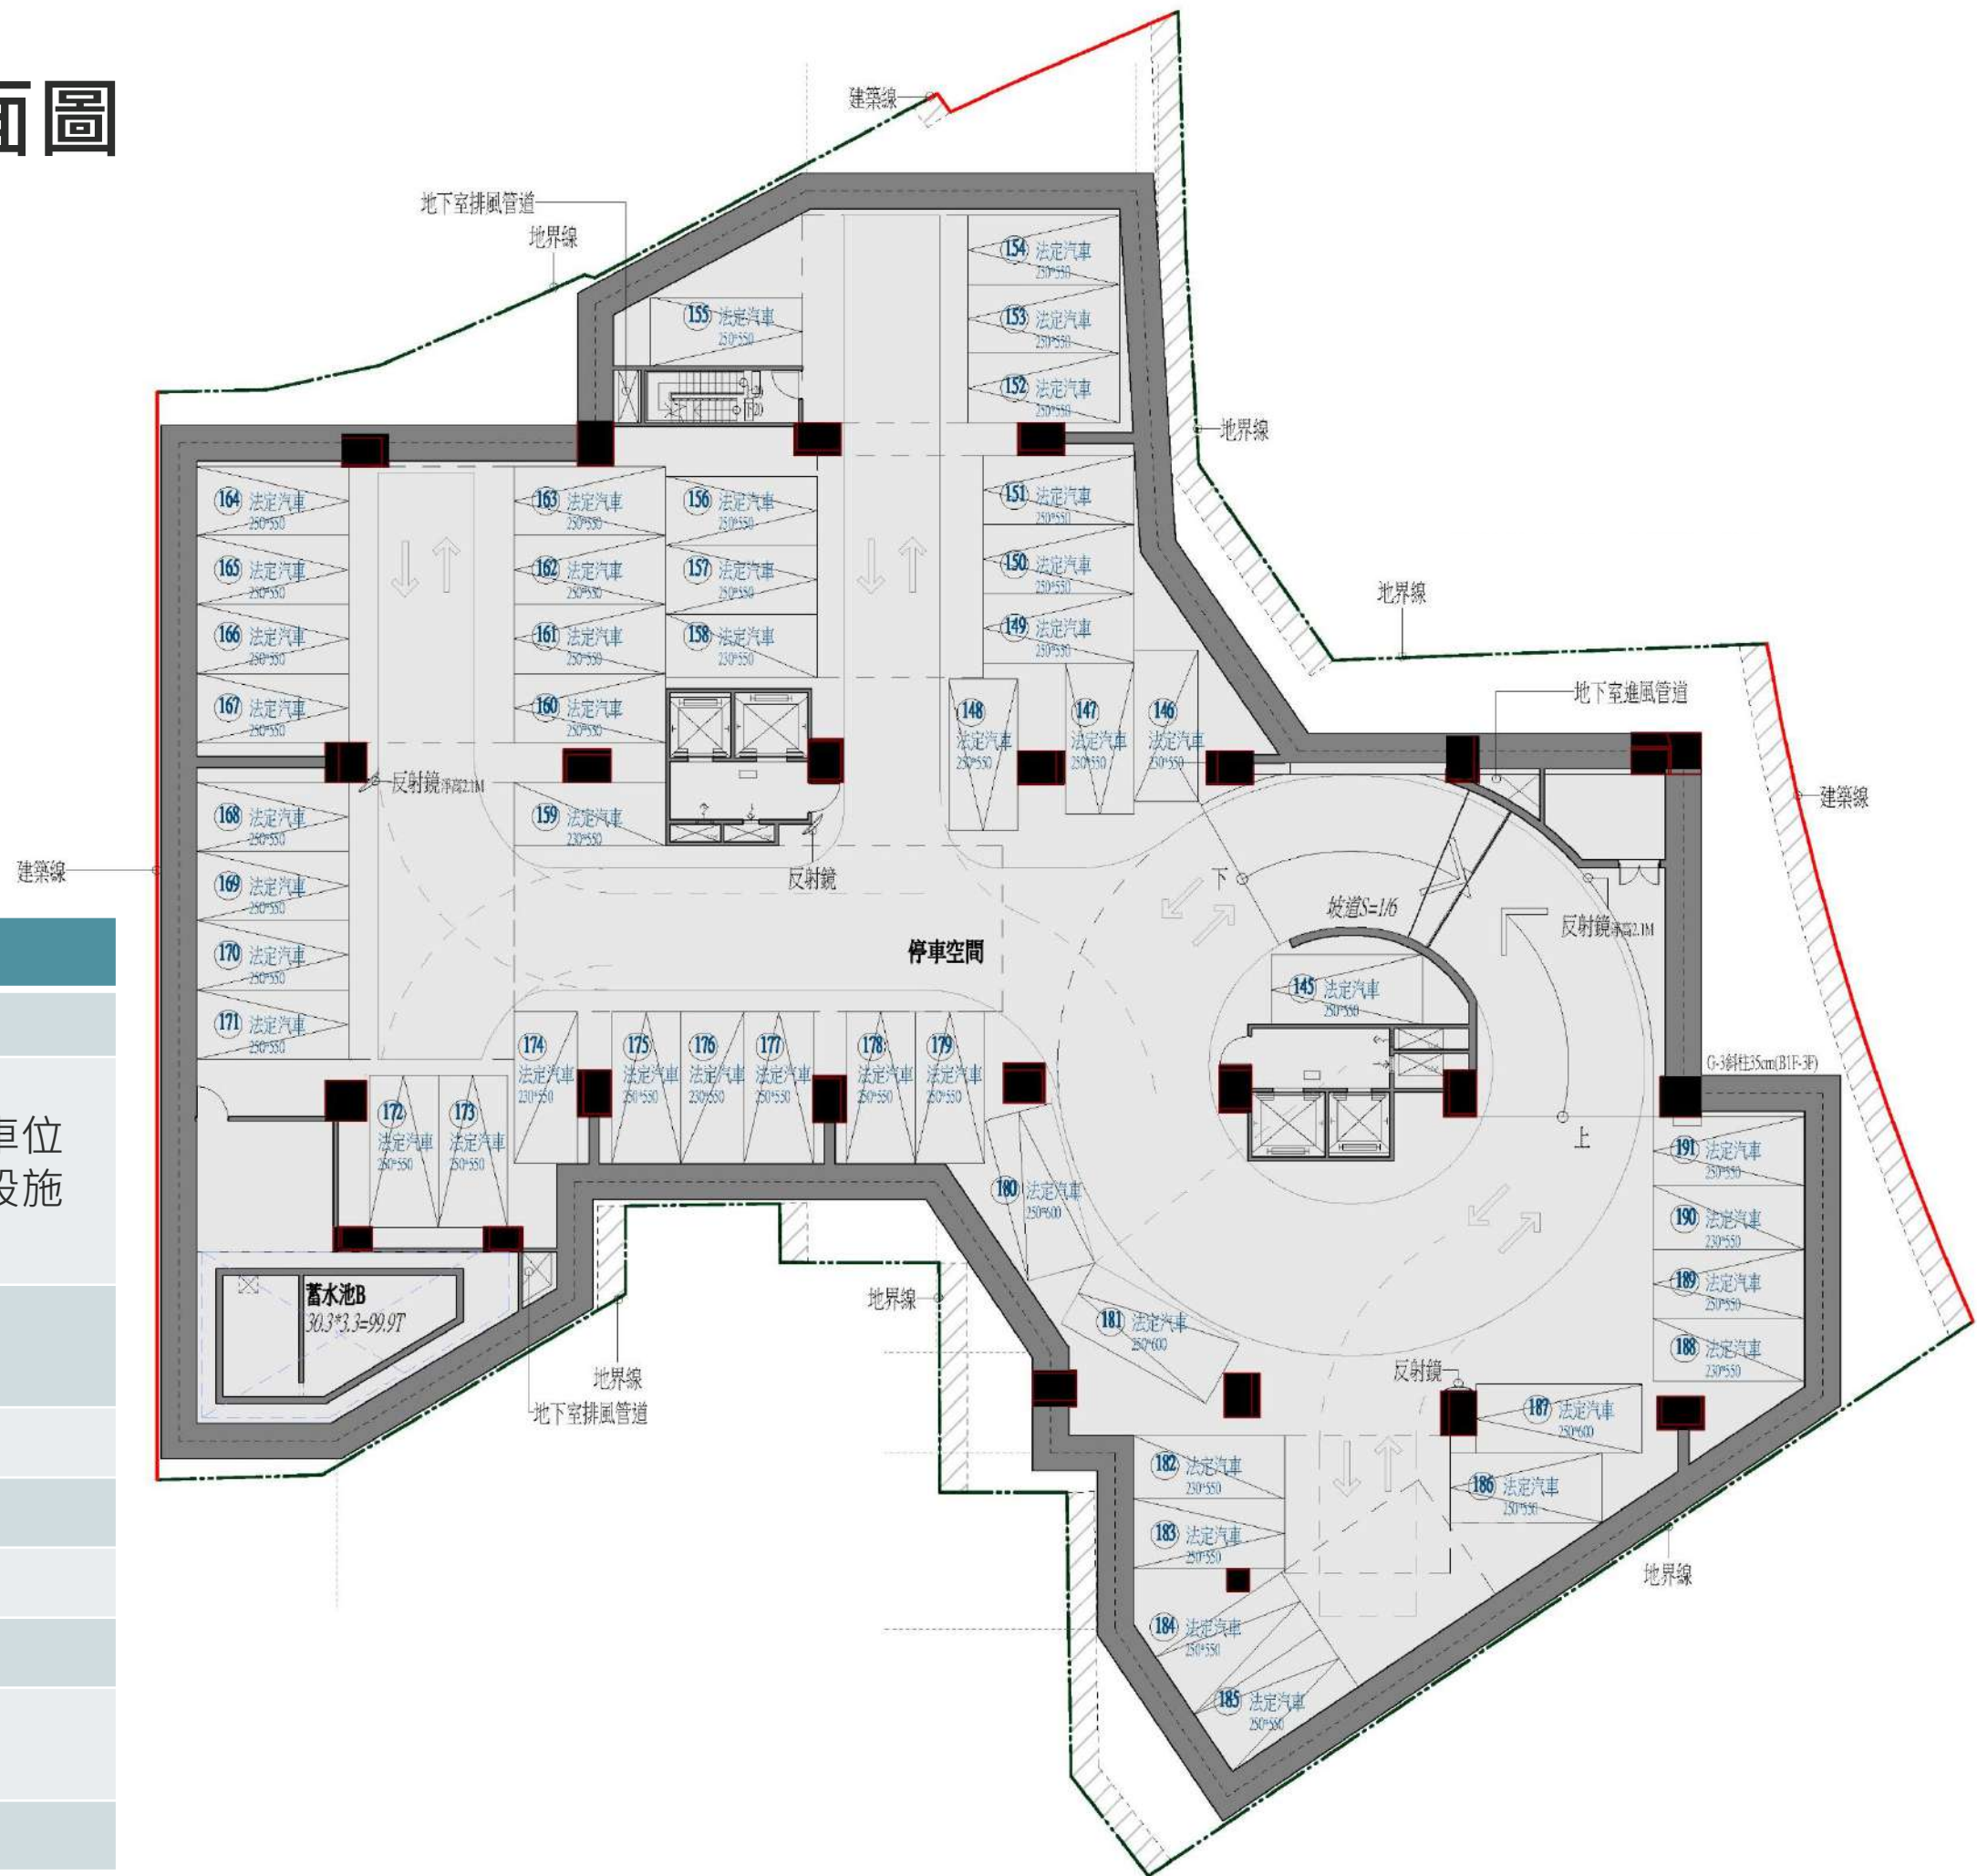 面圖
建築線
地下室排風管道
地界線
154 法定汽車
250*550
153 法定汽車
250*550
152 法定汽車
250*550
155 法定汽車
250*550
地界線
164 法定汽車
250*550
163 法定汽車
250*550
156 法定汽車
250*550
151 法定汽車
250*550
165 法定汽車
250*550
162 法定汽車
250*550
157 法定汽車
250*550
150 法定汽車
250*550
地界線
166 法定汽車
250*550
161 法定汽車
250*550
158 法定汽車
230*550
149 法定汽車
250*550
167 法定汽車
250*550
160 法定汽車
250*550
148
法定汽車
250*550
147
法定汽車
250*550
146
法定汽車
230*550
地下室進風管道
反射鏡淨高2.1M
建築線
168 法定汽車
250*550
159 法定汽車
230*550
建築線
169 法定汽車
250*550
反射鏡
下
坡道S=1/6
反射鏡淨高2.1M
170 法定汽車
250*550
停車空間
145 法定汽車
250*550
171 法定汽車
250*550
174
法定汽車
230*550
175
法定汽車
250*550
176
法定汽車
230*550
177
法定汽車
250*550
178
法定汽車
250*550
179
法定汽車
250*550
G-3斜柱35cm(B1F-3F)
172
法定汽車
250*550
173
法定汽車
250*550
車位
設施
上
191 法定汽車
250*550
180 法定汽車
250*600
190 法定汽車
230*550
189 法定汽車
250*550
蓄水池B
30.3*3.3=99.9T
地界線
181 法定汽車
250*600
188 法定汽車
230*550
地界線
地下室排風管道
反射鏡
187 法定汽車
250*600
182 法定汽車
230*550
186 法定汽車
250*550
183 法定汽車
250*550
地界線
184 法定汽車
250*550
185 法定汽車
250*550